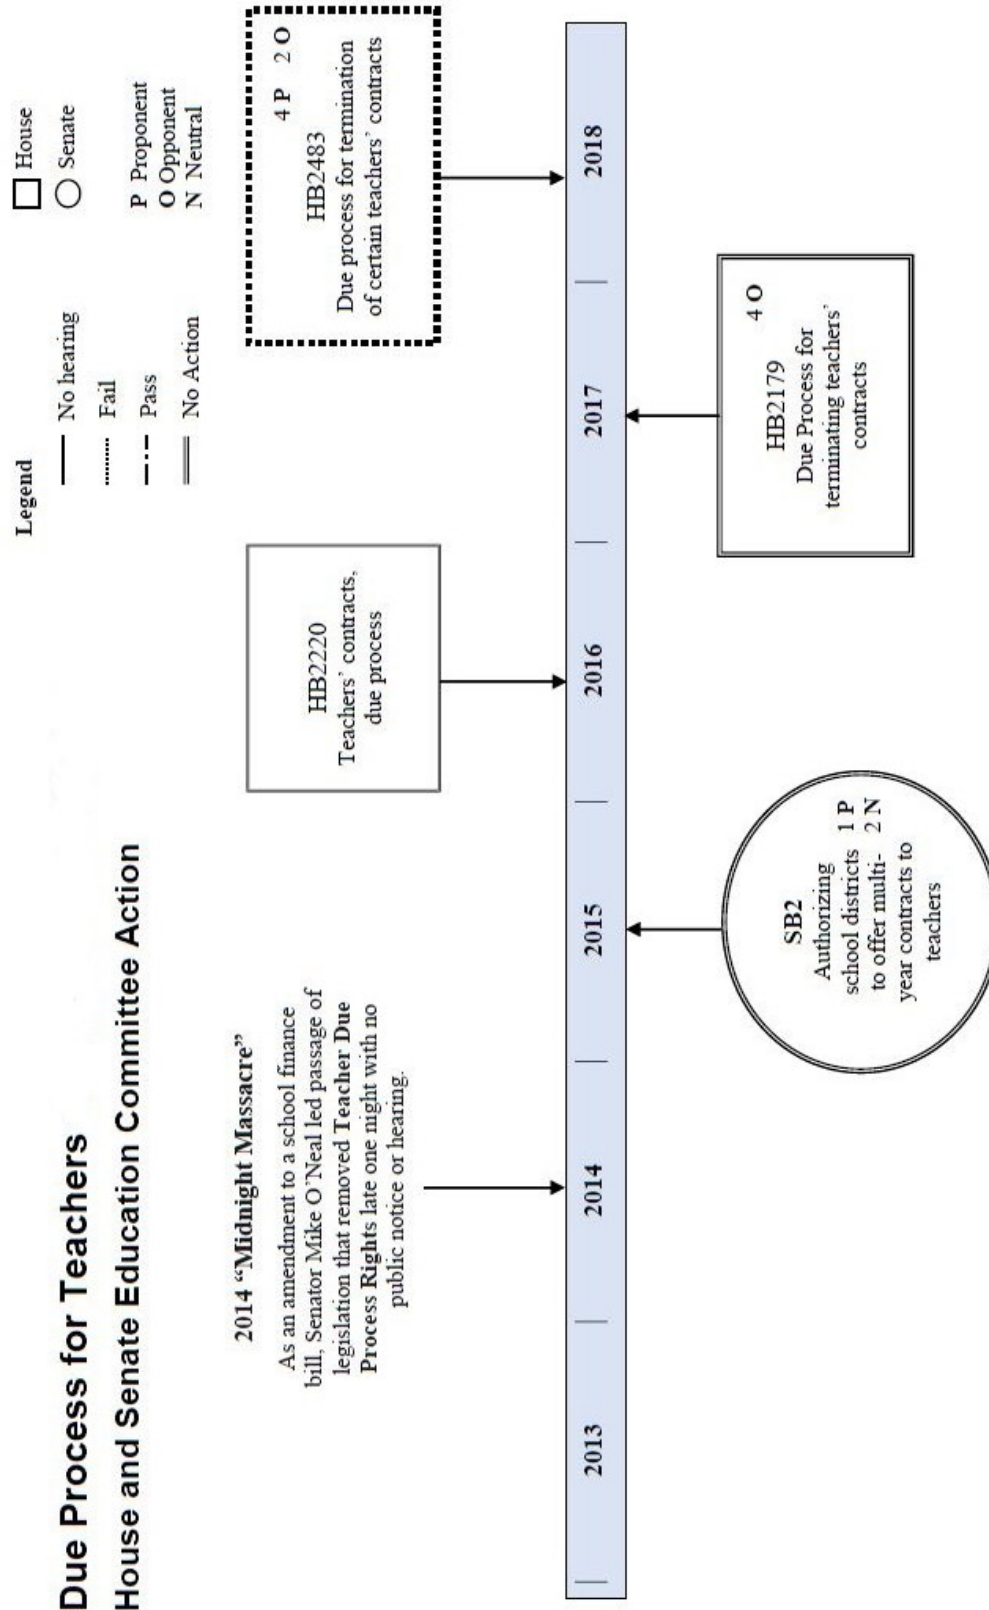 Due Process for Teachers
House and Senate Education Committee Action
Legend
No hearing
Fail
Pass
No Action
House
Senate
P Proponent
O Opponent
N Neutral
2014 “Midnight Massacre”
As an amendment to a school finance
bill, Senator Mike O’Neal led passage of
legislation that removed Teacher Due
Process Rights late one night with no
public notice or hearing.
HB2220
Teachers’ contracts,
due process
4 P 2 O
HB2483
Due process for termination
of certain teachers’ contracts
2013
2014
2015
2016
2017
2018
SB2
Authorizing
school districts 1 P
to offer multi- 2 N
year contracts to
teachers
4 O
HB2179
Due Process for
terminating teachers’
contracts